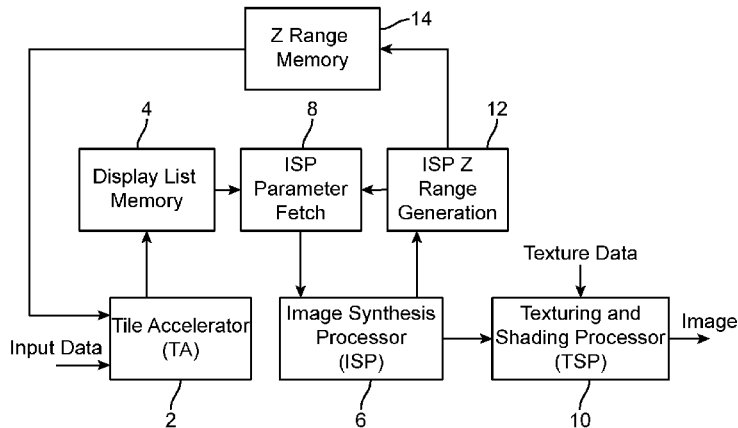 14
Z Range
Memory
4
8
12
Display List
Memory
ISP
Parameter
Fetch
ISP Z
Range
Generation
Texture Data
Input Data
Tile Accelerator
(TA)
Image Synthesis
Processor
(ISP)
Texturing and
Shading Processor
(TSP)
Image
2
6
10